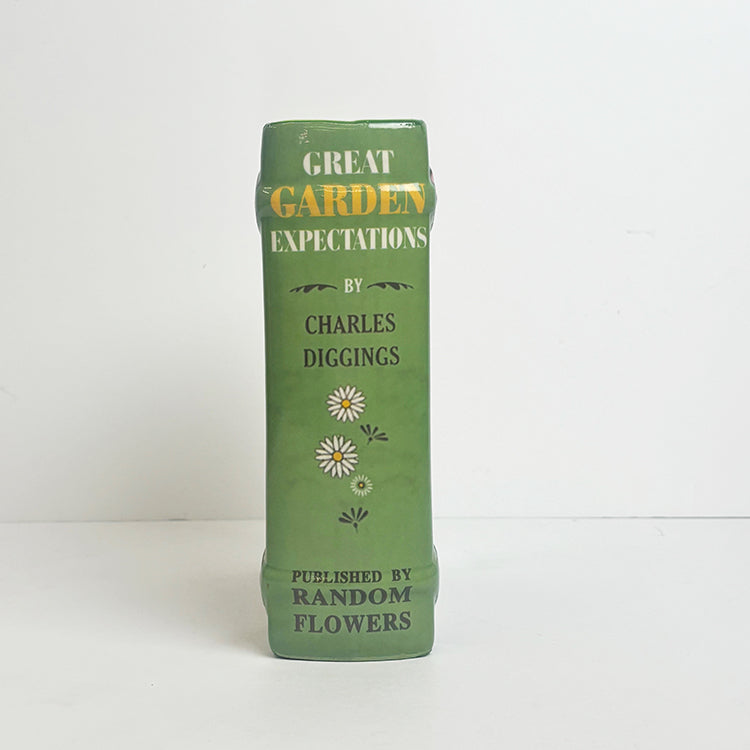 GREAT
GARDEN
EXPECTATIONS
BY
CHARLES
DIGGINGS
PUBLISHED BY
RANDOM
FLOWERS